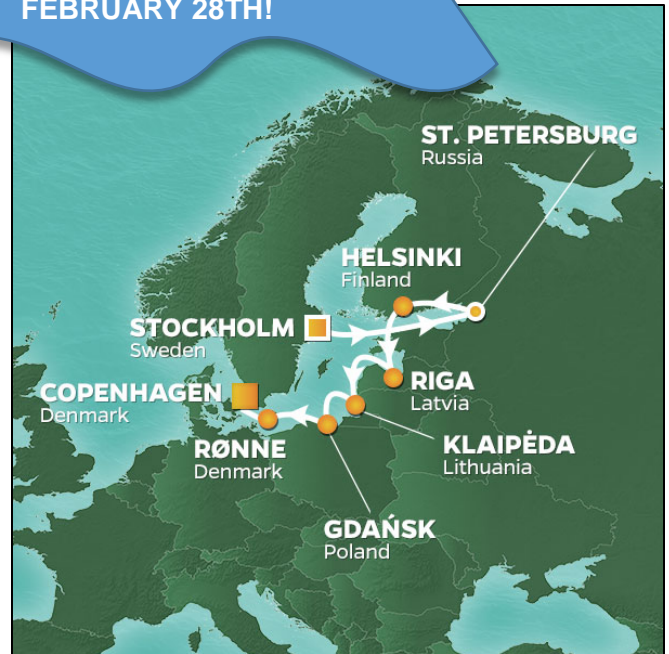 FEBRUARY 28TH!
ST. PETERSBURG
Russia
HELSINKI
Finland
STOCKHOLM
Sweden
COPENHAGEN
Denmark
RIGA
Latvia
RØNNE
Denmark
KLAIPĖDA
Lithuania
GDAŃSK
Poland